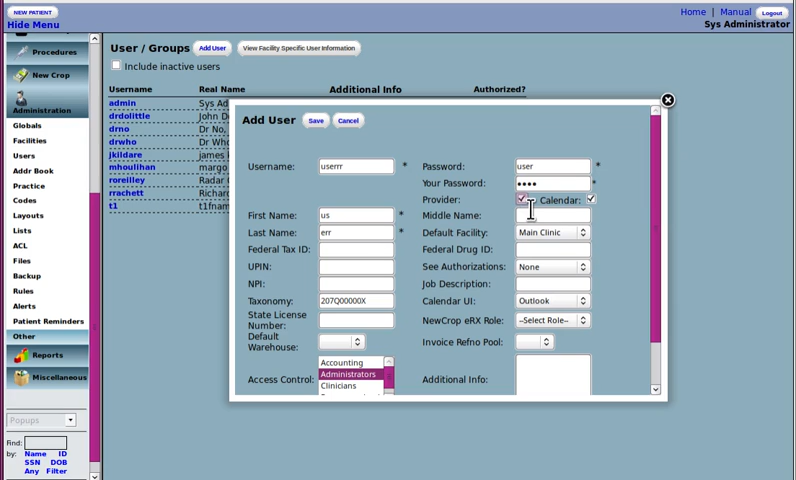 NEW PATIENT
Hide Menu
Home | Manual Logout
Sys Administrator
Procedures
New Crop
Administration
Globals
Facilities
Users
Addr Book
Practice
Codes
Layouts
Lists
ACL
Files
Backup
Rules
Alerts
Patient Reminders
Other
Reports
Miscellaneous
Popups
Find:
by: Name ID
SSN DOB
Any Filter
User / Groups Add User View Facility Specific User Information
Include inactive users
Username Real Name Additional Info Authorized?
admin Sys Ad
drdolittle John D
drno Dr No,
drwho Dr Who
jkildare james k
mhoulihan margo
roreilley Radar
rrachett Richard
t1 t1fnam
Add User Save Cancel
Username: userrr * Password: user *
Your Password: •••• *
Provider: Calendar:
First Name: us * Middle Name:
Last Name: err * Default Facility: Main Clinic
Federal Tax ID: Federal Drug ID:
UPIN: See Authorizations: None
NPI: Job Description:
Taxonomy: 207Q00000X Calendar UI: Outlook
State License Number: NewCrop eRX Role: --Select Role--
Default Warehouse: Invoice Refno Pool:
Access Control: Accounting
Administrators
Clinicians
Additional Info: